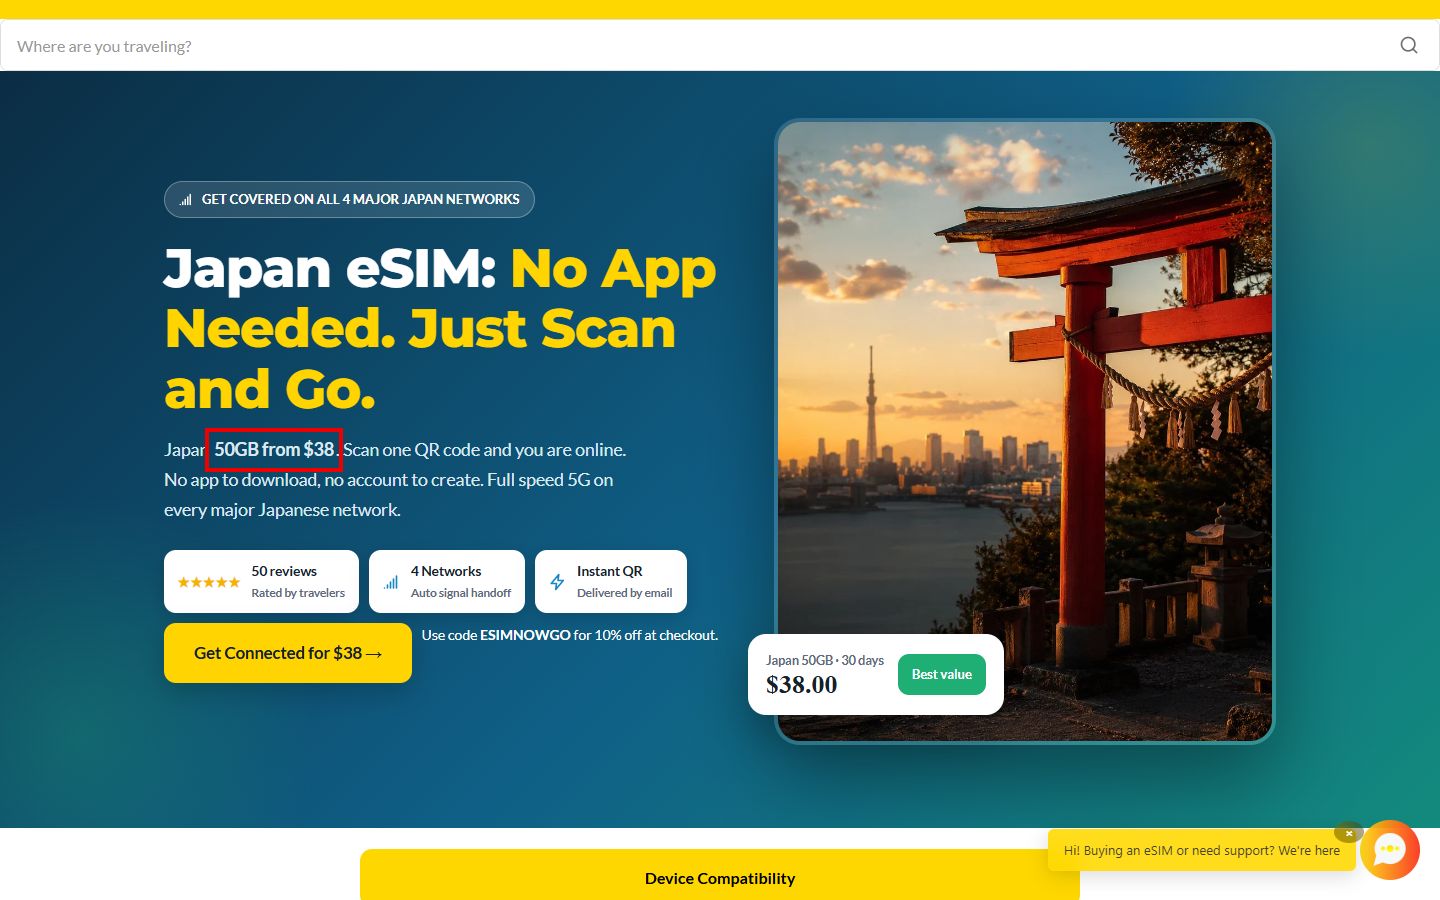 Where are you traveling?
GET COVERED ON ALL 4 MAJOR JAPAN NETWORKS
Japan eSIM: No App
Needed. Just Scan
and Go.
Japan 50GB from $38. Scan one QR code and you are online.
No app to download, no account to create. Full speed 5G on
every major Japanese network.
★★★★★ 50 reviews
Rated by travelers
4 Networks
Auto signal handoff
Instant QR
Delivered by email
Get Connected for $38 →
Use code ESIMNOWGO for 10% off at checkout.
Japan 50GB · 30 days
$38.00
Best value
Hi! Buying an eSIM or need support? We're here
Device Compatibility